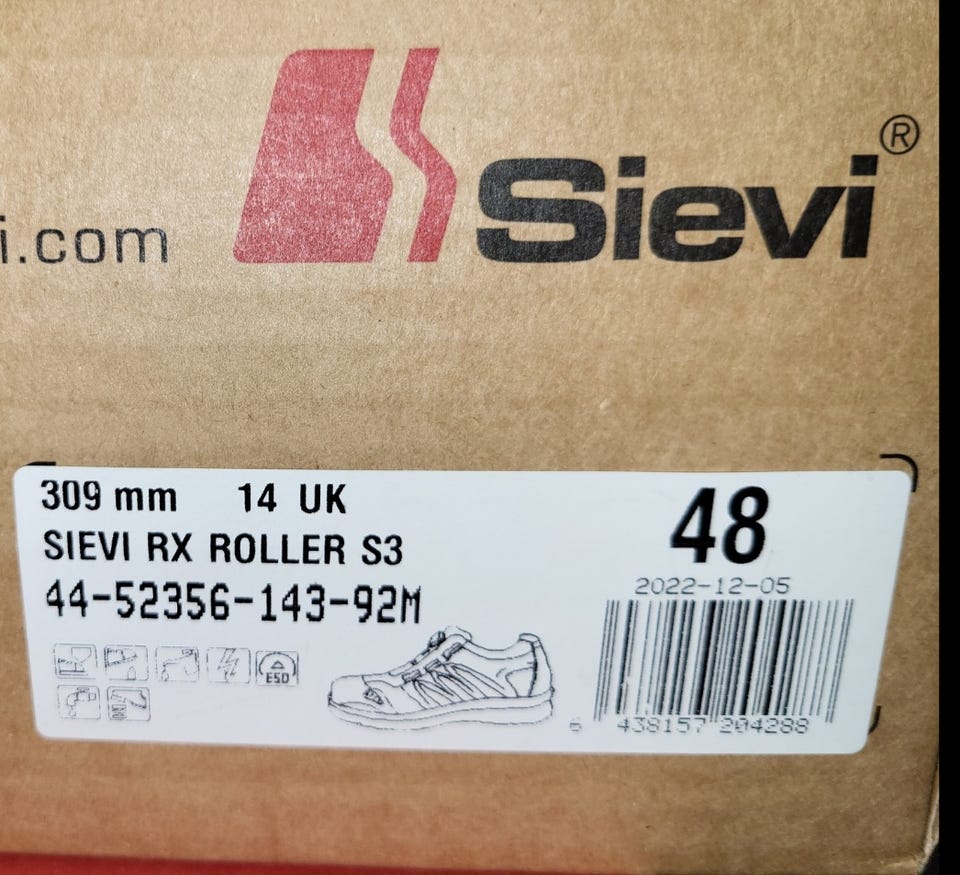 i.com
Sievi®
309 mm 14 UK
48
SIEVI RX ROLLER S3
2022-12-05
44-52356-143-92M
ESD
6 438157 204288